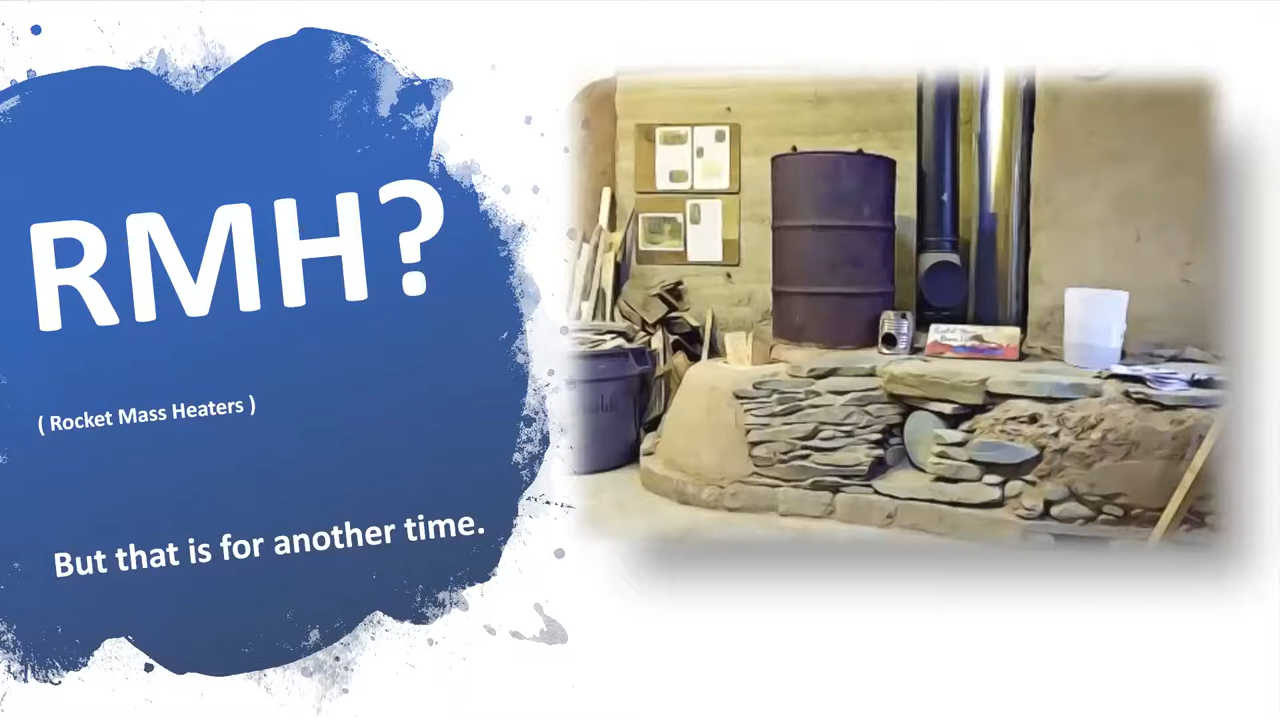 RMH?
( Rocket Mass Heaters )
But that is for another time.